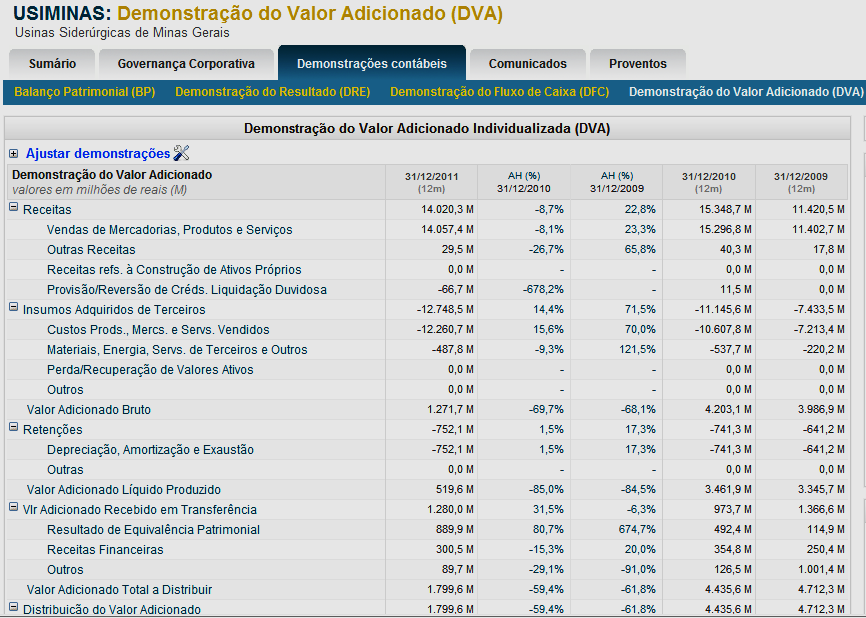 USIMINAS: Demonstração do Valor Adicionado (DVA)
Usinas Siderúrgicas de Minas Gerais
Sumário Governança Corporativa Demonstrações contábeis Comunicados Proventos
Balanço Patrimonial (BP) Demonstração do Resultado (DRE) Demonstração do Fluxo de Caixa (DFC) Demonstração do Valor Adicionado (DVA)
Demonstração do Valor Adicionado Individualizada (DVA)
Ajustar demonstrações
Demonstração do Valor Adicionado 31/12/2011 AH (%) AH (%) 31/12/2010 31/12/2009
valores em milhões de reais (M) (12m) 31/12/2010 31/12/2009 (12m) (12m)
Receitas 14.020,3 M -8,7% 22,8% 15.348,7 M 11.420,5 M
Vendas de Mercadorias, Produtos e Serviços 14.057,4 M -8,1% 23,3% 15.296,8 M 11.402,7 M
Outras Receitas 29,5 M -26,7% 65,8% 40,3 M 17,8 M
Receitas refs. à Construção de Ativos Próprios 0,0 M - - 0,0 M 0,0 M
Provisão/Reversão de Créds. Liquidação Duvidosa -66,7 M -678,2% - 11,5 M 0,0 M
Insumos Adquiridos de Terceiros -12.748,5 M 14,4% 71,5% -11.145,6 M -7.433,5 M
Custos Prods., Mercs. e Servs. Vendidos -12.260,7 M 15,6% 70,0% -10.607,8 M -7.213,4 M
Materiais, Energia, Servs. de Terceiros e Outros -487,8 M -9,3% 121,5% -537,7 M -220,2 M
Perda/Recuperação de Valores Ativos 0,0 M - - 0,0 M 0,0 M
Outros 0,0 M - - 0,0 M 0,0 M
Valor Adicionado Bruto 1.271,7 M -69,7% -68,1% 4.203,1 M 3.986,9 M
Retenções -752,1 M 1,5% 17,3% -741,3 M -641,2 M
Depreciação, Amortização e Exaustão -752,1 M 1,5% 17,3% -741,3 M -641,2 M
Outras 0,0 M - - 0,0 M 0,0 M
Valor Adicionado Líquido Produzido 519,6 M -85,0% -84,5% 3.461,9 M 3.345,7 M
Vlr Adicionado Recebido em Transferência 1.280,0 M 31,5% -6,3% 973,7 M 1.366,6 M
Resultado de Equivalência Patrimonial 889,9 M 80,7% 674,7% 492,4 M 114,9 M
Receitas Financeiras 300,5 M -15,3% 20,0% 354,8 M 250,4 M
Outros 89,7 M -29,1% -91,0% 126,5 M 1.001,4 M
Valor Adicionado Total a Distribuir 1.799,6 M -59,4% -61,8% 4.435,6 M 4.712,3 M
Distribuição do Valor Adicionado 1.799,6 M -59,4% -61,8% 4.435,6 M 4.712,3 M